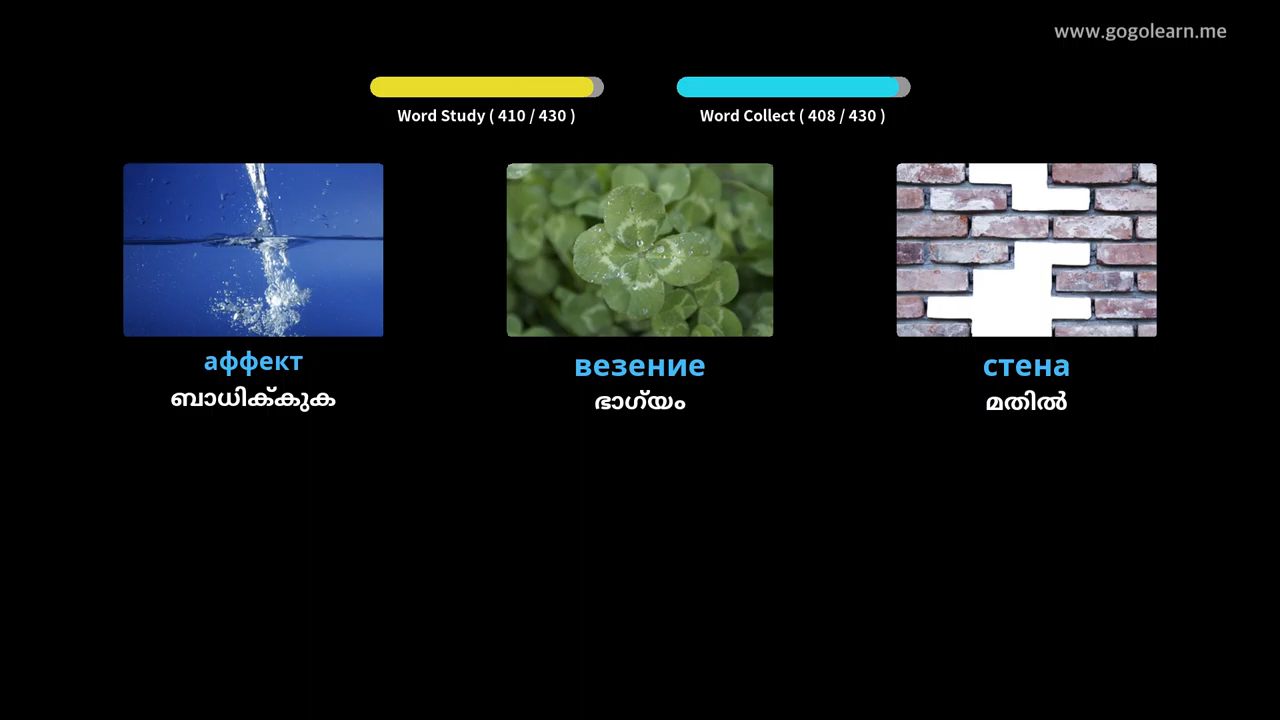 www.gogolearn.me
Word Study ( 410 / 430 )
Word Collect ( 408 / 430 )
аффект
ബാധിക്കുക
везение
ഭാഗ്യം
стена
മതിൽ